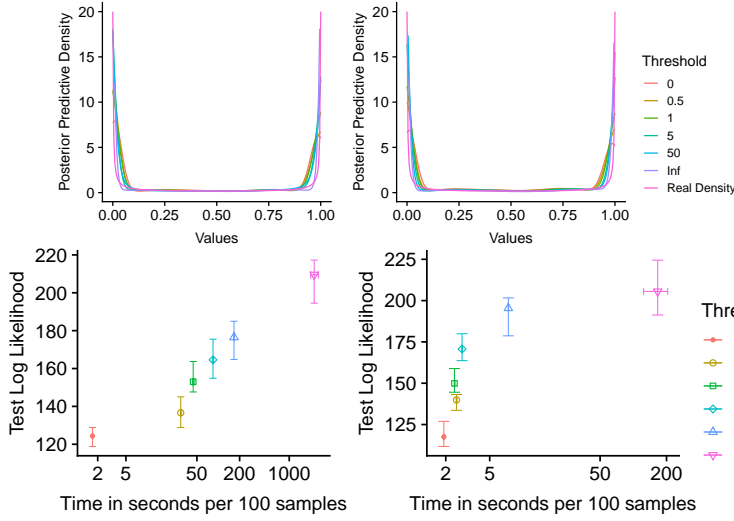 Posterior Predictive Density
20
15
10
5
0
0.00 0.25 0.50 0.75 1.00
Values
Posterior Predictive Density
20
15
10
5
0
0.00 0.25 0.50 0.75 1.00
Values
Threshold
0
0.5
1
5
50
Inf
Real Density
Test Log Likelihood
220
200
180
160
140
120
2 5 50 200 1000
Time in seconds per 100 samples
Test Log Likelihood
225
200
175
150
125
2 5 50 200
Time in seconds per 100 samples
Thre